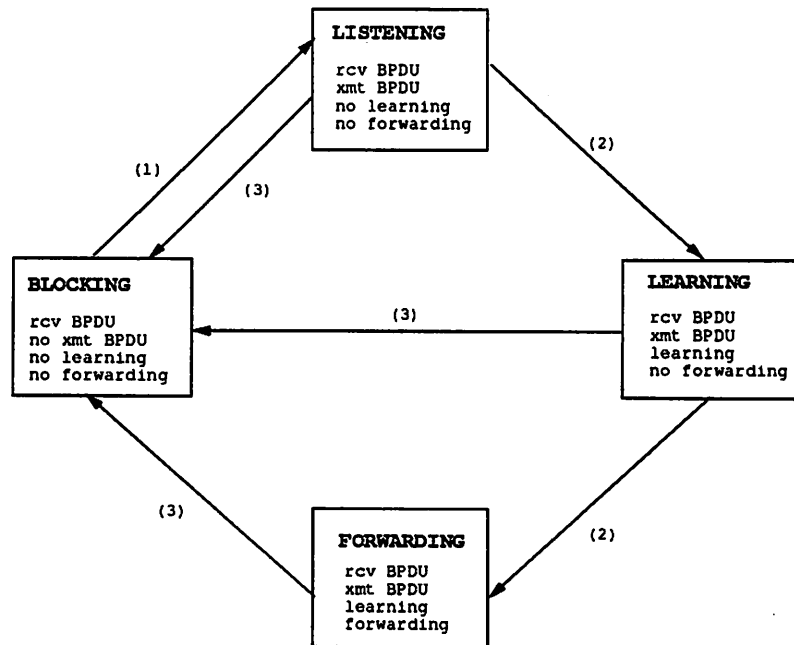 LISTENING
rcv BPDU
xmt BPDU
no learning
no forwarding
(1)
(3)
(2)
BLOCKING
rcv BPDU
no xmt BPDU
no learning
no forwarding
(3)
LEARNING
rcv BPDU
xmt BPDU
learning
no forwarding
(3)
(2)
FORWARDING
rcv BPDU
xmt BPDU
learning
forwarding